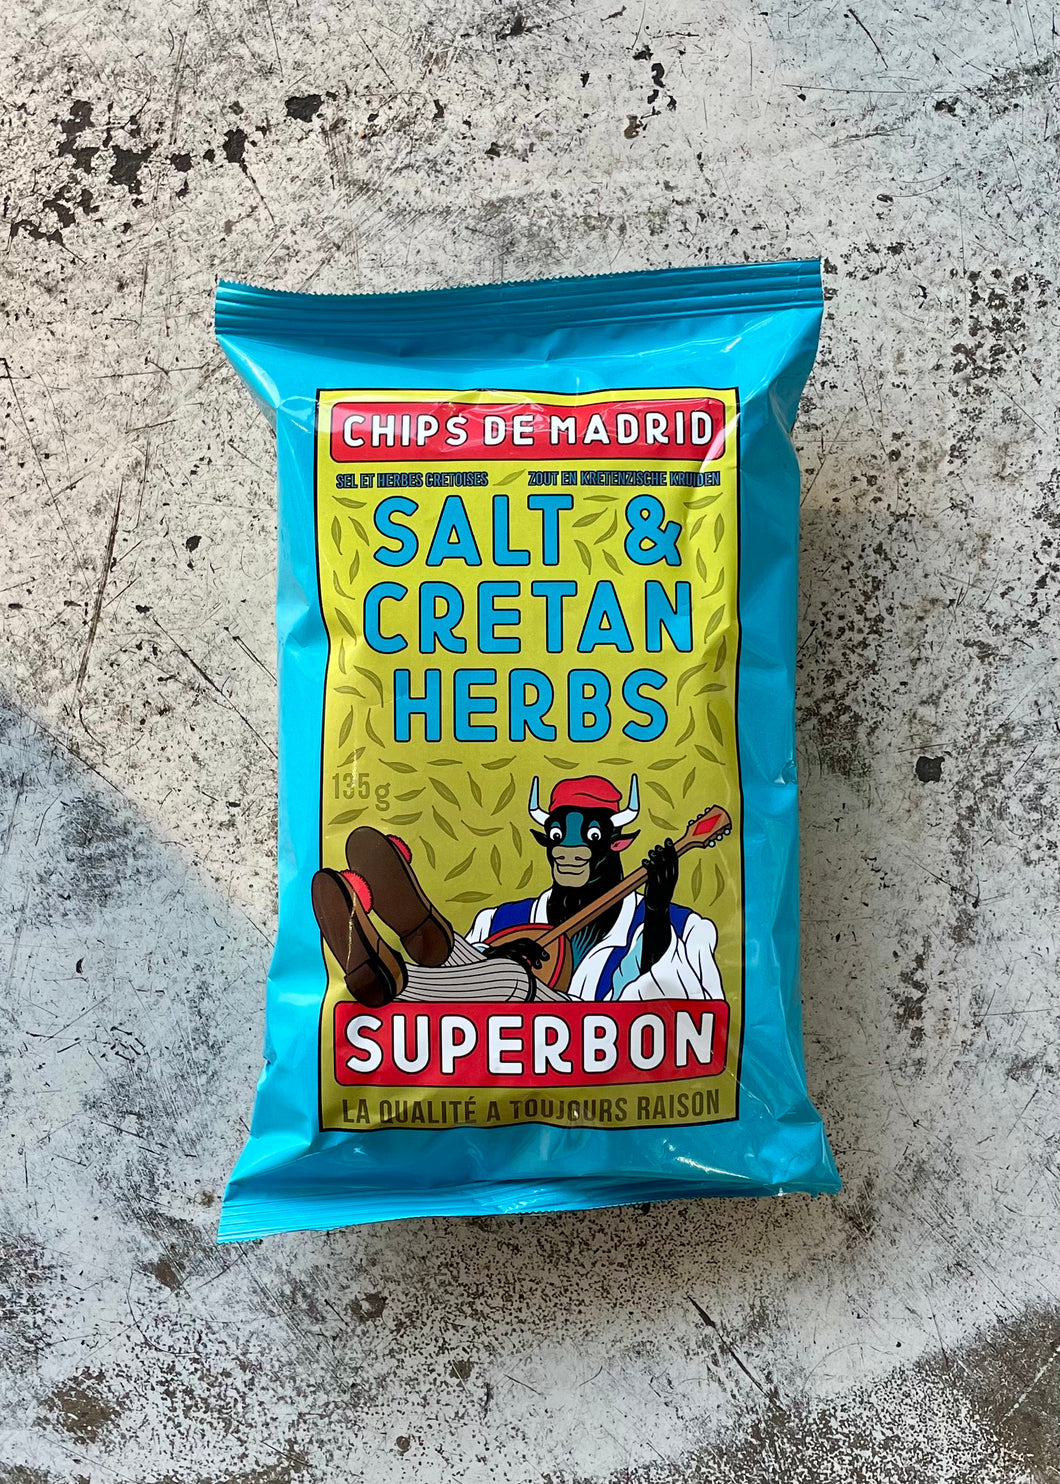 CHIPS DE MADRID
SEL ET HERBES CRETOISES ZOUT EN KRETENZISCHE KRUIDEN
SALT &
CRETAN
HERBS
135g
SUPERBON
LA QUALITÉ A TOUJOURS RAISON